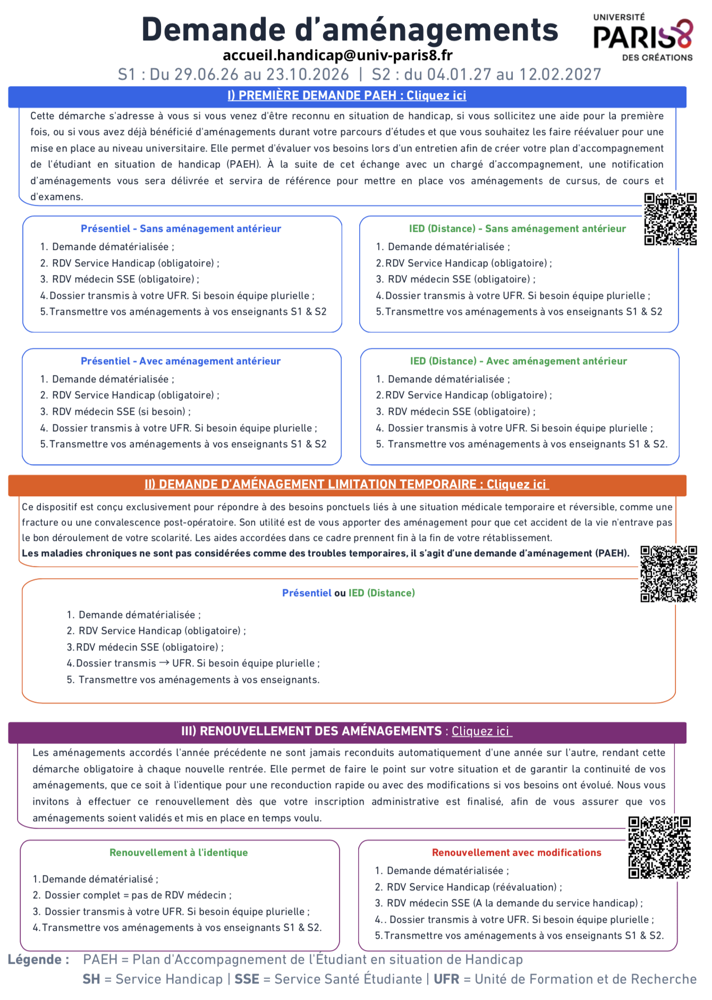 Demande d’aménagements
UNIVERSITÉ
PARIS8
DES CRÉATIONS
accueil.handicap@univ-paris8.fr
S1 : Du 29.06.26 au 23.10.2026 | S2 : du 04.01.27 au 12.02.2027
I) PREMIÈRE DEMANDE PAEH : Cliquez ici
Cette démarche s'adresse à vous si vous venez d'être reconnu en situation de handicap, si vous sollicitez une aide pour la première
fois, ou si vous avez déjà bénéficié d'aménagements durant votre parcours d’études et que vous souhaitez les faire réévaluer pour une
mise en place au niveau universitaire. Elle permet d'évaluer vos besoins lors d'un entretien afin de créer votre plan d'accompagnement
de l'étudiant en situation de handicap (PAEH). À la suite de cet échange avec un chargé d’accompagnement, une notification
d’aménagements vous sera délivrée et servira de référence pour mettre en place vos aménagements de cursus, de cours et
d'examens.
Présentiel - Sans aménagement antérieur
1. Demande dématérialisée ;
2. RDV Service Handicap (obligatoire) ;
3. RDV médecin SSE (obligatoire) ;
4. Dossier transmis à votre UFR. Si besoin équipe plurielle ;
5. Transmettre vos aménagements à vos enseignants S1 & S2
IED (Distance) - Sans aménagement antérieur
1. Demande dématérialisée ;
2. RDV Service Handicap (obligatoire) ;
3. RDV médecin SSE (obligatoire) ;
4. Dossier transmis à votre UFR. Si besoin équipe plurielle ;
5. Transmettre vos aménagements à vos enseignants S1 & S2
Présentiel - Avec aménagement antérieur
1. Demande dématérialisée ;
2. RDV Service Handicap (obligatoire) ;
3. RDV médecin SSE (si besoin) ;
4. Dossier transmis à votre UFR. Si besoin équipe plurielle ;
5. Transmettre vos aménagements à vos enseignants S1 & S2
IED (Distance) - Avec aménagement antérieur
1. Demande dématérialisée ;
2. RDV Service Handicap (obligatoire) ;
3. RDV médecin SSE (obligatoire) ;
4. Dossier transmis à votre UFR. Si besoin équipe plurielle ;
5. Transmettre vos aménagements à vos enseignants S1 & S2.
II) DEMANDE D’AMÉNAGEMENT LIMITATION TEMPORAIRE : Cliquez ici
Ce dispositif est conçu exclusivement pour répondre à des besoins ponctuels liés à une situation médicale temporaire et réversible, comme une
fracture ou une convalescence post-opératoire. Son utilité est de vous apporter des aménagement pour que cet accident de la vie n'entrave pas
le bon déroulement de votre scolarité. Les aides accordées dans ce cadre prennent fin à la fin de votre rétablissement.
Les maladies chroniques ne sont pas considérées comme des troubles temporaires, il s’agit d’une demande d’aménagement (PAEH).
Présentiel ou IED (Distance)
1. Demande dématérialisée ;
2. RDV Service Handicap (obligatoire) ;
3. RDV médecin SSE (obligatoire) ;
4. Dossier transmis → UFR. Si besoin équipe plurielle ;
5. Transmettre vos aménagements à vos enseignants.
III) RENOUVELLEMENT DES AMÉNAGEMENTS : Cliquez ici
Les aménagements accordés l'année précédente ne sont jamais reconduits automatiquement d'une année sur l'autre, rendant cette
démarche obligatoire à chaque nouvelle rentrée. Elle permet de faire le point sur votre situation et de garantir la continuité de vos
aménagements, que ce soit à l'identique pour une reconduction rapide ou avec des modifications si vos besoins ont évolué. Nous vous
invitons à effectuer ce renouvellement dès que votre inscription administrative est finalisé, afin de vous assurer que vos
aménagements soient validés et mis en place en temps voulu.
Renouvellement à l'identique
1. Demande dématérialisé ;
2. Dossier complet = pas de RDV médecin ;
3. Dossier transmis à votre UFR. Si besoin équipe plurielle ;
4. Transmettre vos aménagements à vos enseignants S1 & S2.
Renouvellement avec modifications
1. Demande dématérialisée ;
2. RDV Service Handicap (réévaluation) ;
3. RDV médecin SSE (A la demande du service handicap) ;
4. . Dossier transmis à votre UFR. Si besoin équipe plurielle ;
5. Transmettre vos aménagements à vos enseignants S1 & S2.
Légende : PAEH = Plan d'Accompagnement de l'Étudiant en situation de Handicap
SH = Service Handicap | SSE = Service Santé Étudiante | UFR = Unité de Formation et de Recherche